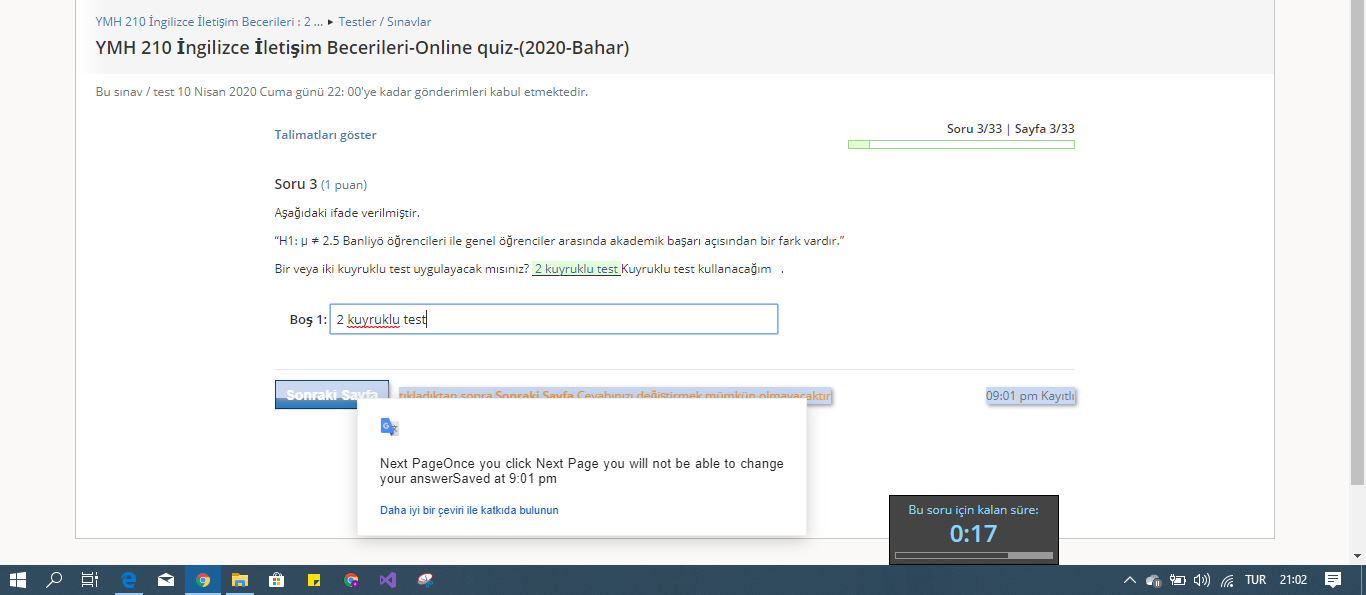 YMH 210 İngilizce İletişim Becerileri : 2 ... ▸ Testler / Sınavlar
YMH 210 İngilizce İletişim Becerileri-Online quiz-(2020-Bahar)
Bu sınav / test 10 Nisan 2020 Cuma günü 22: 00'ye kadar gönderimleri kabul etmektedir.
Talimatları göster
Soru 3/33 | Sayfa 3/33
Soru 3 (1 puan)
Aşağıdaki ifade verilmiştir.
“H1: μ ≠ 2.5 Banliyö öğrencileri ile genel öğrenciler arasında akademik başarı açısından bir fark vardır.”
Bir veya iki kuyruklu test uygulayacak mısınız? 2 kuyruklu test Kuyruklu test kullanacağım .
Boş 1: 2 kuyruklu test
Sonraki Sayfa tıkladıktan sonra Sonraki Sayfa Cevabınızı değiştirmek mümkün olmayacaktır 09:01 pm Kayıtlı
Next PageOnce you click Next Page you will not be able to change
your answerSaved at 9:01 pm
Daha iyi bir çeviri ile katkıda bulunun
Bu soru için kalan süre:
0:17
TUR 21:02